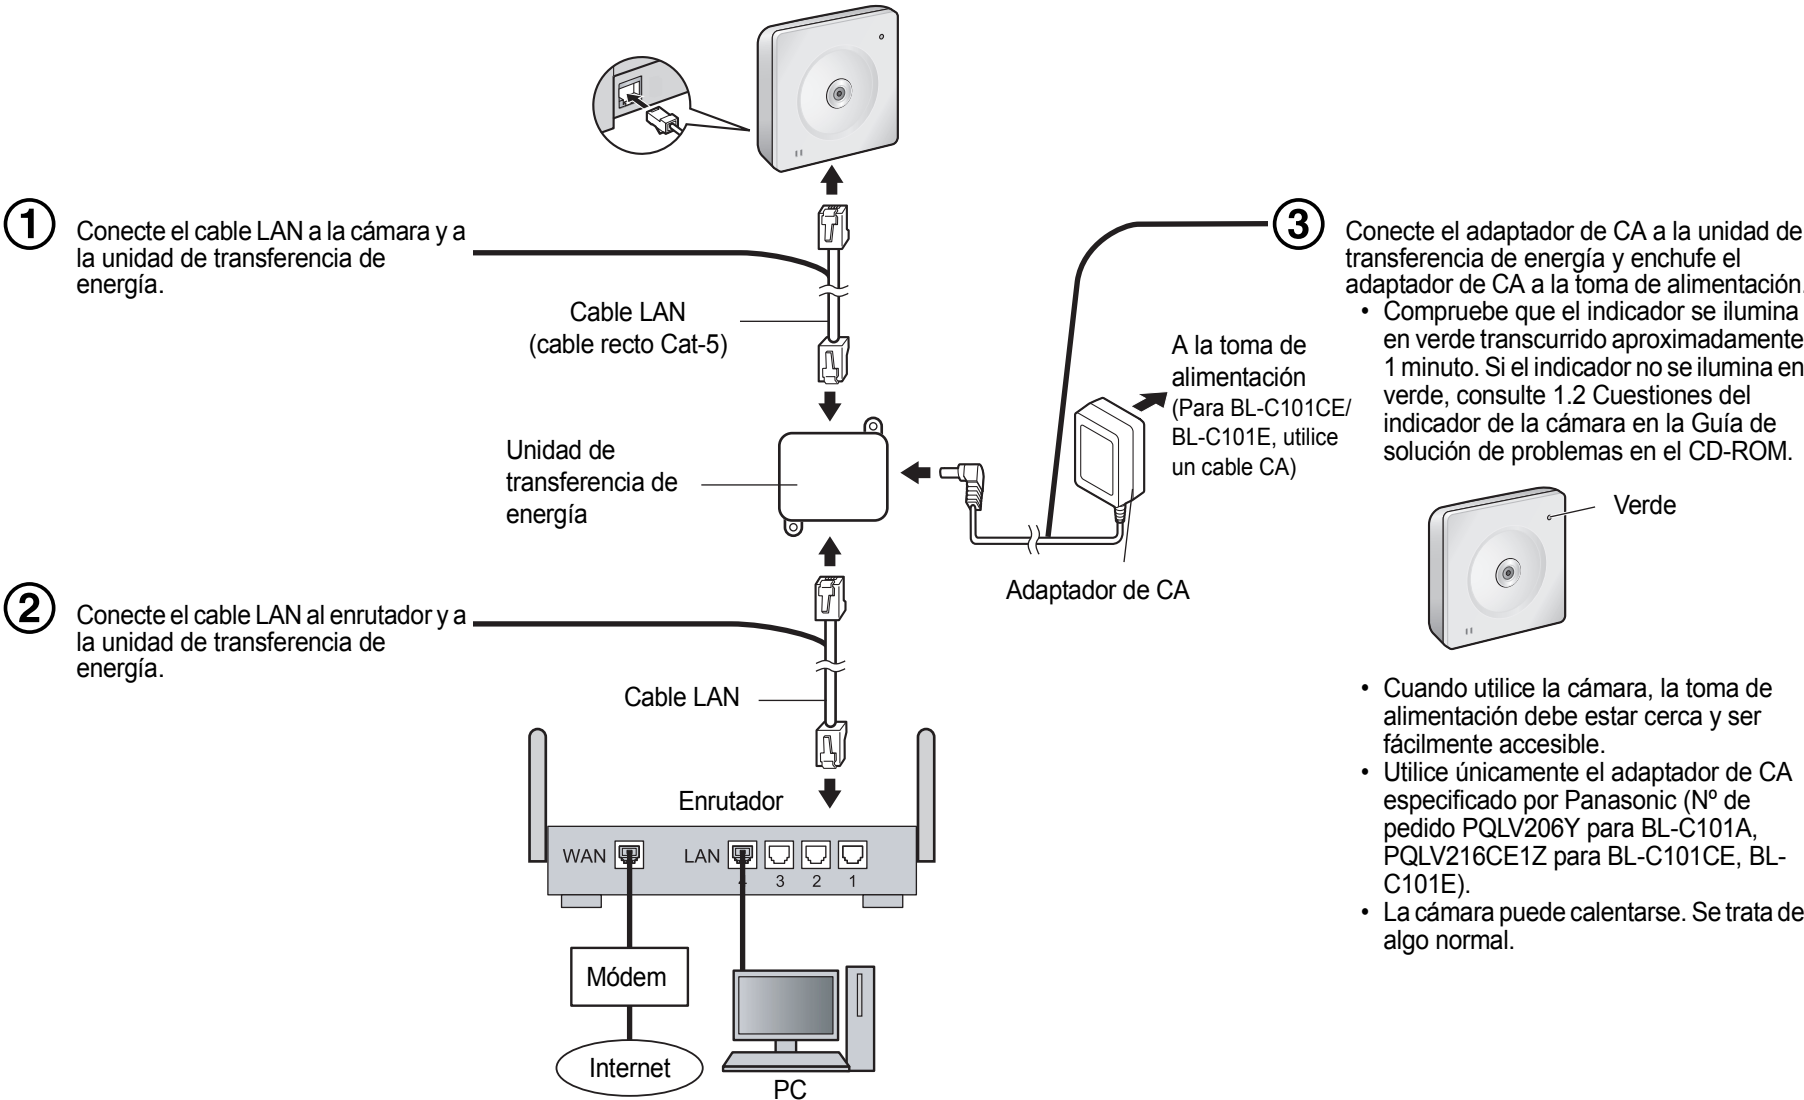 1
Conecte el cable LAN a la cámara y a
la unidad de transferencia de
energía.
Cable LAN
(cable recto Cat-5)
Unidad de
transferencia de
energía
2
Conecte el cable LAN al enrutador y a
la unidad de transferencia de
energía.
Cable LAN
Enrutador
WAN
LAN
4
3
2
1
Módem
Internet
PC
A la toma de
alimentación
(Para BL-C101CE/
BL-C101E, utilice
un cable CA)
Adaptador de CA
3
Conecte el adaptador de CA a la unidad de
transferencia de energía y enchufe el
adaptador de CA a la toma de alimentación.
• Compruebe que el indicador se ilumina
en verde transcurrido aproximadamente
1 minuto. Si el indicador no se ilumina en
verde, consulte 1.2 Cuestiones del
indicador de la cámara en la Guía de
solución de problemas en el CD-ROM.
Verde
• Cuando utilice la cámara, la toma de
alimentación debe estar cerca y ser
fácilmente accesible.
• Utilice únicamente el adaptador de CA
especificado por Panasonic (Nº de
pedido PQLV206Y para BL-C101A,
PQLV216CE1Z para BL-C101CE, BL-
C101E).
• La cámara puede calentarse. Se trata de
algo normal.